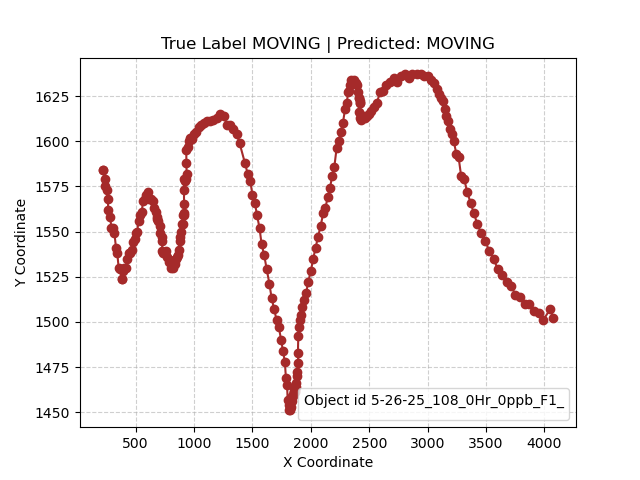 True Label MOVING | Predicted: MOVING
Y Coordinate
1625
1600
1575
1550
1525
1500
1475
1450
Object id 5-26-25_108_0Hr_0ppb_F1_
500 1000 1500 2000 2500 3000 3500 4000
X Coordinate